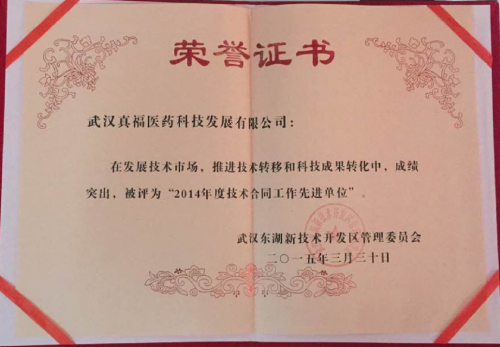 荣誉证书
武汉真福医药科技发展有限公司：
在发展技术市场，推进技术转移和科技成果转化中，成绩
突出，被评为“2014年度技术合同工作先进单位”。
武汉东湖新技术开发区管理委员会
二〇一五年三月三十日